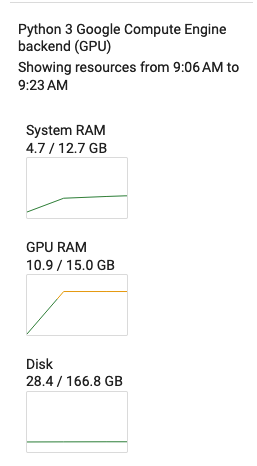 Python 3 Google Compute Engine
backend (GPU)
Showing resources from 9:06 AM to
9:23 AM
System RAM
4.7 / 12.7 GB
GPU RAM
10.9 / 15.0 GB
Disk
28.4 / 166.8 GB